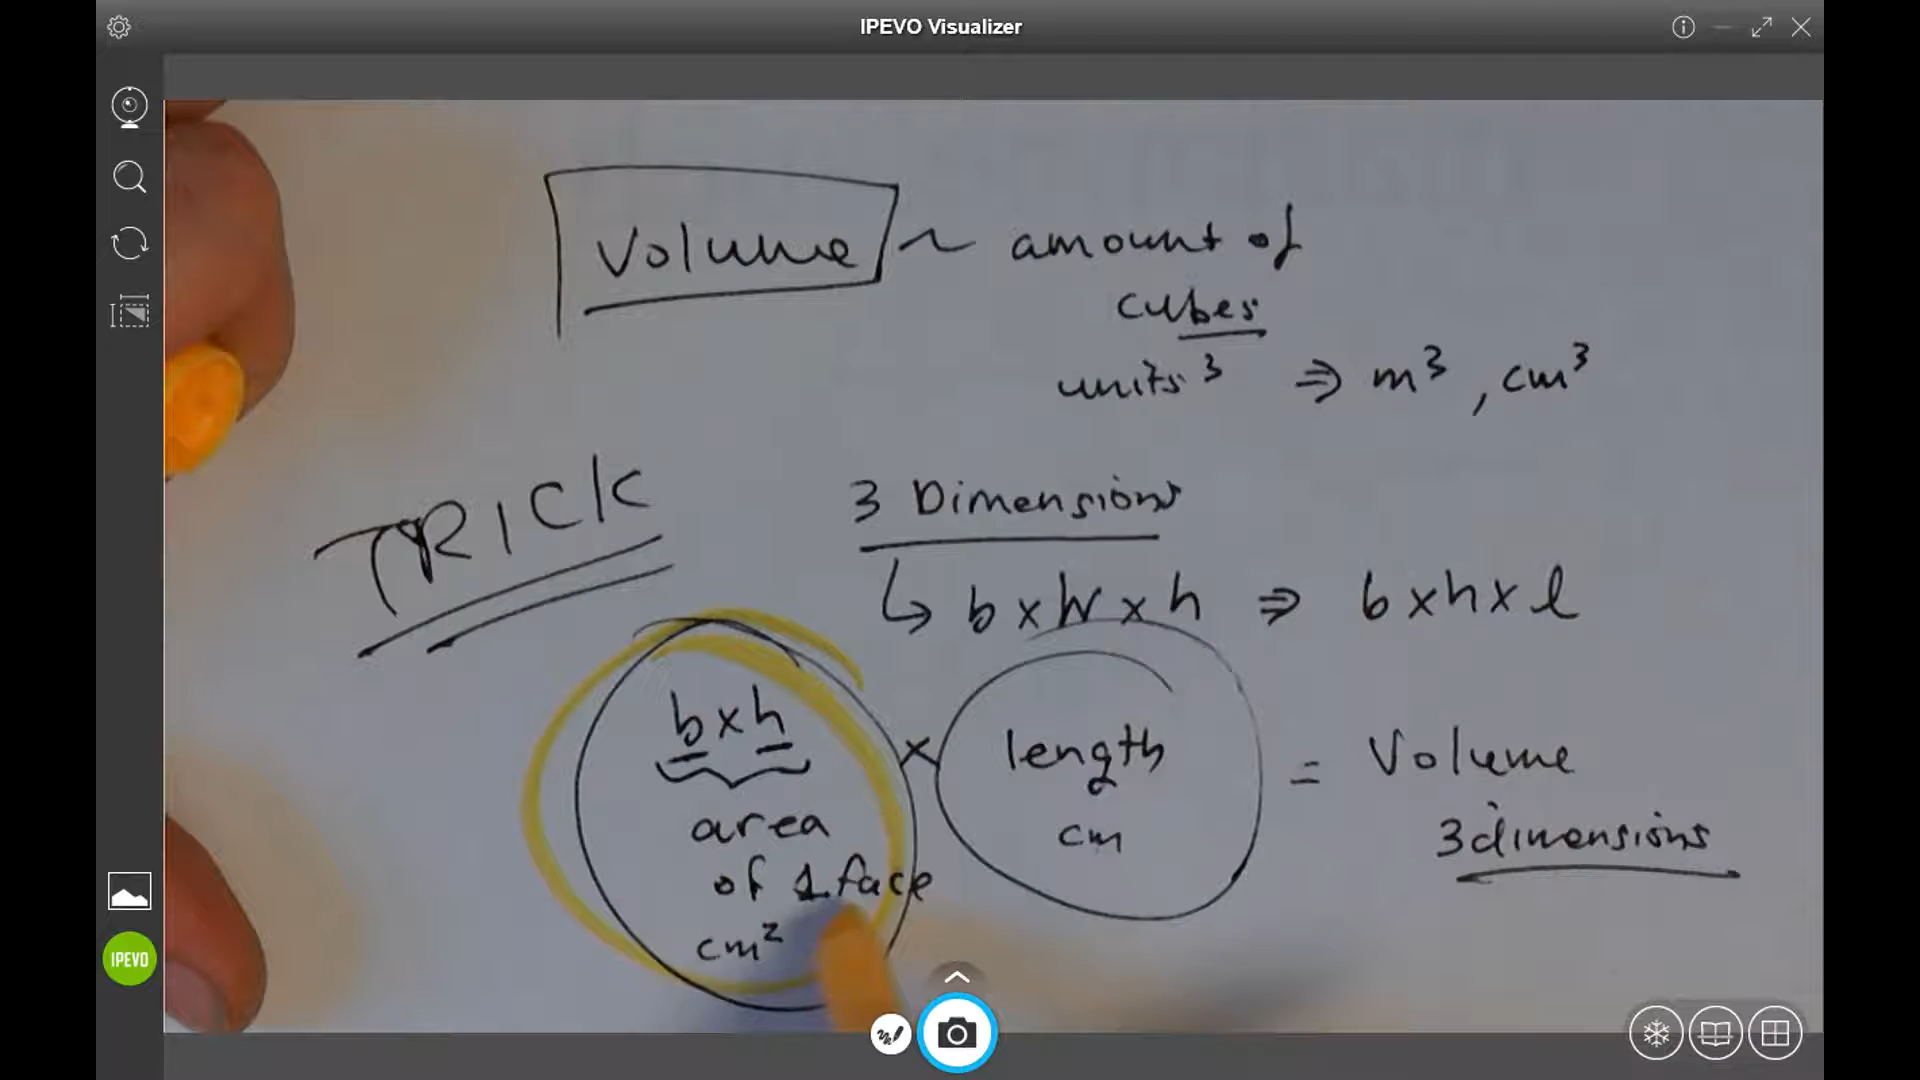 IPEVO Visualizer
Volume ~ amount of
cubes
units³ ⇒ m³, cm³
TRICK
3 Dimensions
↳ b x W x h ⇒ b x h x l
b x h x length = Volume
area cm 3 dimensions
of 1 face
cm²
IPEVO